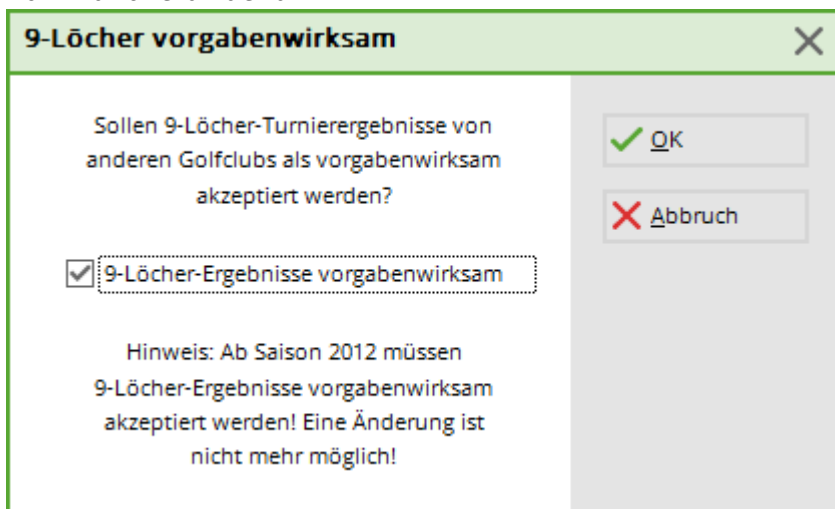 9-Löcher vorgabenwirksam
Sollen 9-Löcher-Turnierergebnisse von
anderen Golfclubs als vorgabenwirksam
akzeptiert werden?
9-Löcher-Ergebnisse vorgabenwirksam
Hinweis: Ab Saison 2012 müssen
9-Löcher-Ergebnisse vorgabenwirksam
akzeptiert werden! Eine Änderung ist
nicht mehr möglich!
OK
Abbruch